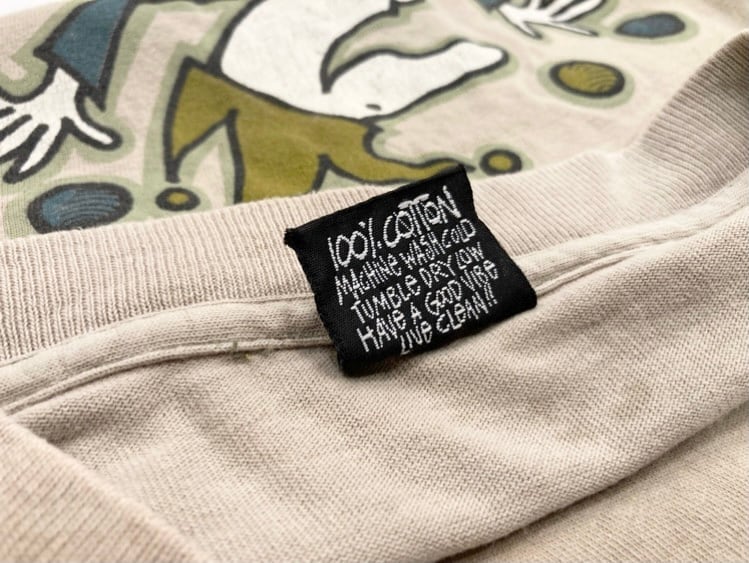 100% COTTON
MACHINE WASH COLD
TUMBLE DRY LOW
HAVE A GOOD VIBE
LIVE CLEAN!!